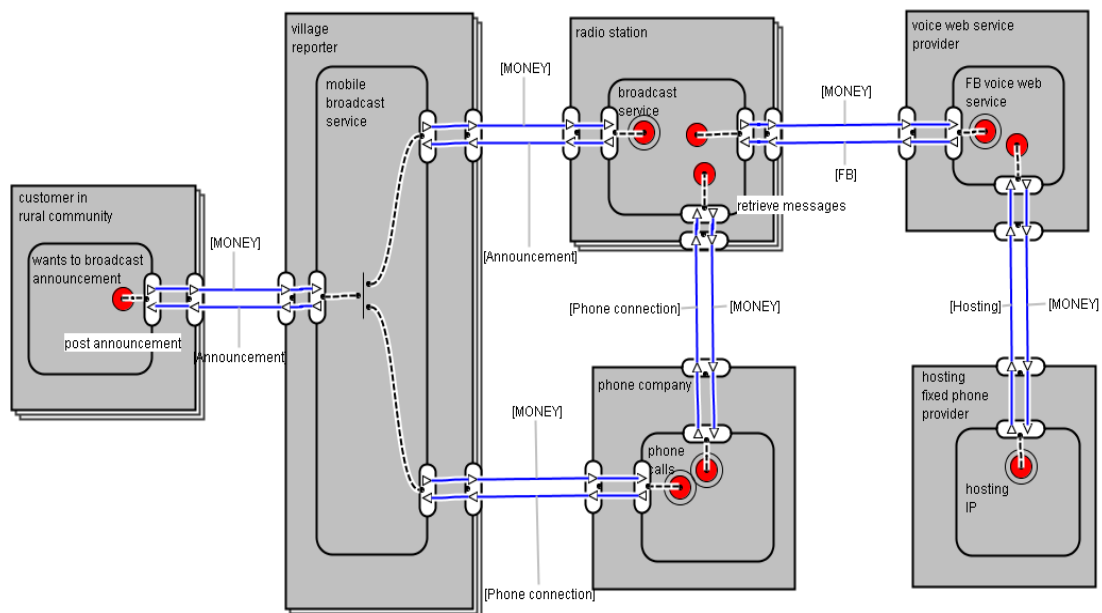 village
reporter
mobile
broadcast
service
radio station
broadcast
service
retrieve messages
voice web service
provider
FB voice web
service
[MONEY]
[Announcement]
[MONEY]
[FB]
customer in
rural community
wants to broadcast
announcement
post announcement
[MONEY]
[Announcement]
[Phone connection]
[MONEY]
[Hosting]
[MONEY]
phone company
phone
calls
[MONEY]
[Phone connection]
hosting
fixed phone
provider
hosting
IP